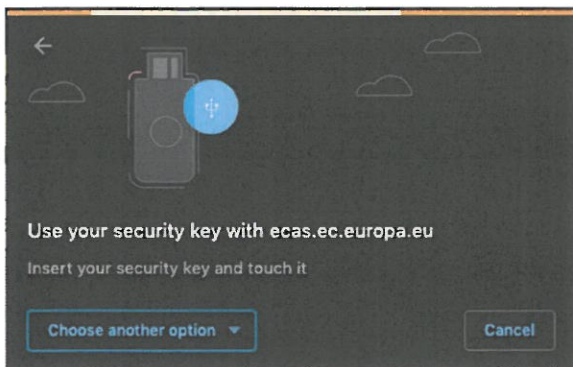 Use your security key with ecas.ec.europa.eu
Insert your security key and touch it
Choose another option
Cancel